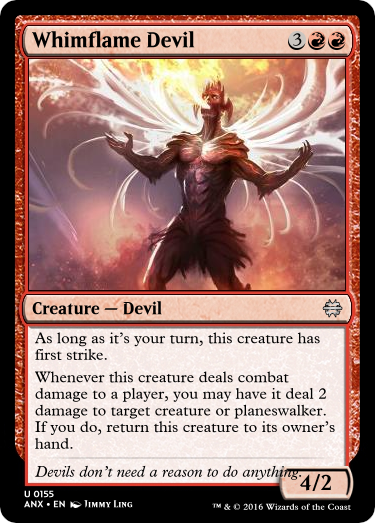 Whimflame Devil 3
Creature — Devil
As long as it's your turn, this creature has
first strike.
Whenever this creature deals combat
damage to a player, you may have it deal 2
damage to target creature or planeswalker.
If you do, return this creature to its owner's
hand.
Devils don't need a reason to do anything.
4/2
U 0155
ANX • EN Jimmy Ling
™ & © 2016 Wizards of the Coast